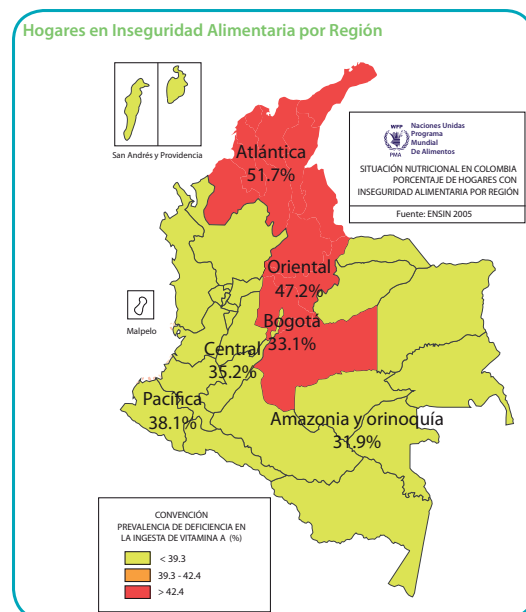 Hogares en Inseguridad Alimentaria por Región
San Andrés y Providencia
WFP
PMA
Naciones Unidas
Programa
Mundial
De Alimentos
SITUACIÓN NUTRICIONAL EN COLOMBIA
PORCENTAJE DE HOGARES CON
INSEGURIDAD ALIMENTARIA POR REGIÓN
Fuente: ENSIN 2005
Atlántica
51.7%
Oriental
47.2%
Malpelo
Bogotá
33.1%
Central
35.2%
Pacífica
38.1%
Amazonia y orinoquía
31.9%
CONVENCIÓN
PREVALENCIA DE DEFICIENCIA EN
LA INGESTA DE VITAMINA A (%)
< 39.3
39.3 - 42.4
> 42.4